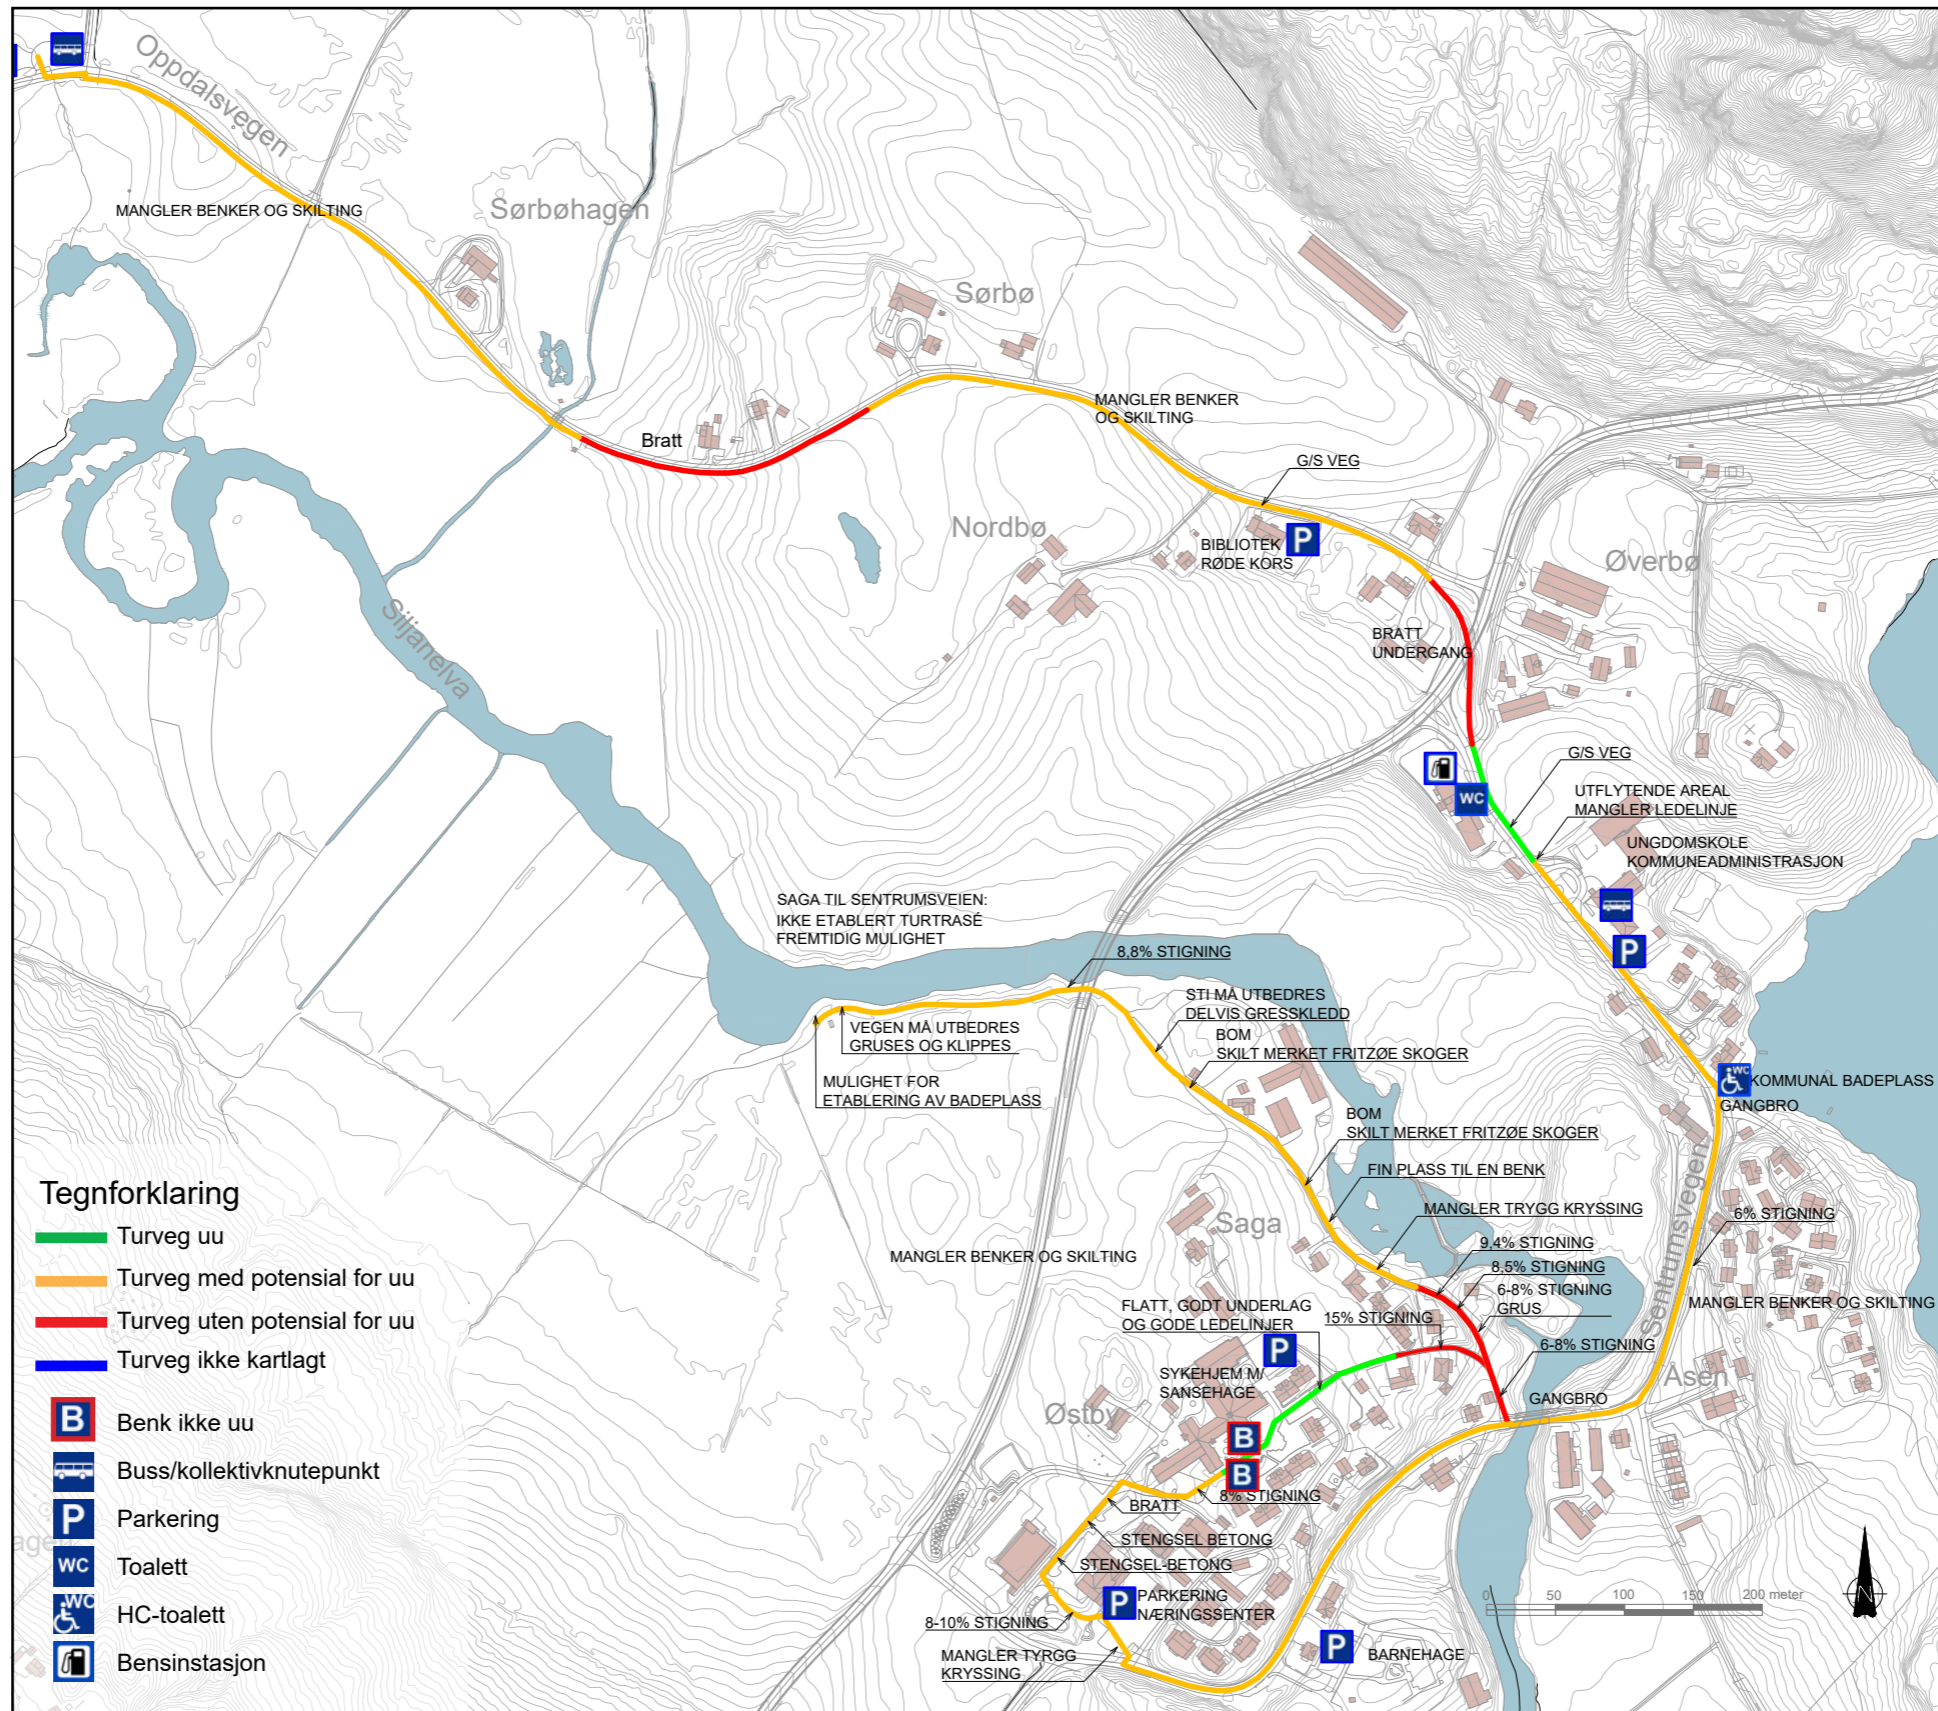 Oppdalsvegen
MANGLER BENKER OG SKILTING
Sørbøhagen
Sørbø
MANGLER BENKER
OG SKILTING
Bratt
G/S VEG
Nordbø
BIBLIOTEK
RØDE KORS
P
Øverbø
BRATT
UNDERGANG
Siljanelva
G/S VEG
WC
UTFLYTENDE AREAL
MANGLER LEDELINJE
UNGDOMSKOLE
KOMMUNEADMINISTRASJON
P
SAGA TIL SENTRUMSVEIEN:
IKKE ETABLERT TURTRASÉ
FREMTIDIG MULIGHET
8,8% STIGNING
STI MÅ UTBEDRES
DELVIS GRESSKLEDD
VEGEN MÅ UTBEDRES
GRUSES OG KLIPPES
BOM
SKILT MERKET FRITZØE SKOGER
MULIGHET FOR
ETABLERING AV BADEPLASS
WC
KOMMUNAL BADEPLASS
GANGBRO
BOM
SKILT MERKET FRITZØE SKOGER
FIN PLASS TIL EN BENK
Sentrumsvegen
Saga
MANGLER TRYGG KRYSSING
6% STIGNING
9,4% STIGNING
MANGLER BENKER OG SKILTING
8,5% STIGNING
6-8% STIGNING
GRUS
MANGLER BENKER OG SKILTING
FLATT, GODT UNDERLAG
OG GODE LEDELINJER
15% STIGNING
6-8% STIGNING
P
SYKEHJEM M/
SANSEHAGE
Åsen
GANGBRO
Østby
B
B
8% STIGNING
BRATT
STENGSEL BETONG
STENGSEL-BETONG
P
PARKERING
NÆRINGSSENTER
8-10% STIGNING
MANGLER TYRGG
KRYSSING
P
BARNEHAGE
0 50 100 150 200 meter
N
Tegnforklaring
Turveg uu
Turveg med potensial for uu
Turveg uten potensial for uu
Turveg ikke kartlagt
B Benk ikke uu
Buss/kollektivknutepunkt
P Parkering
WC Toalett
WC HC-toalett
Bensinstasjon